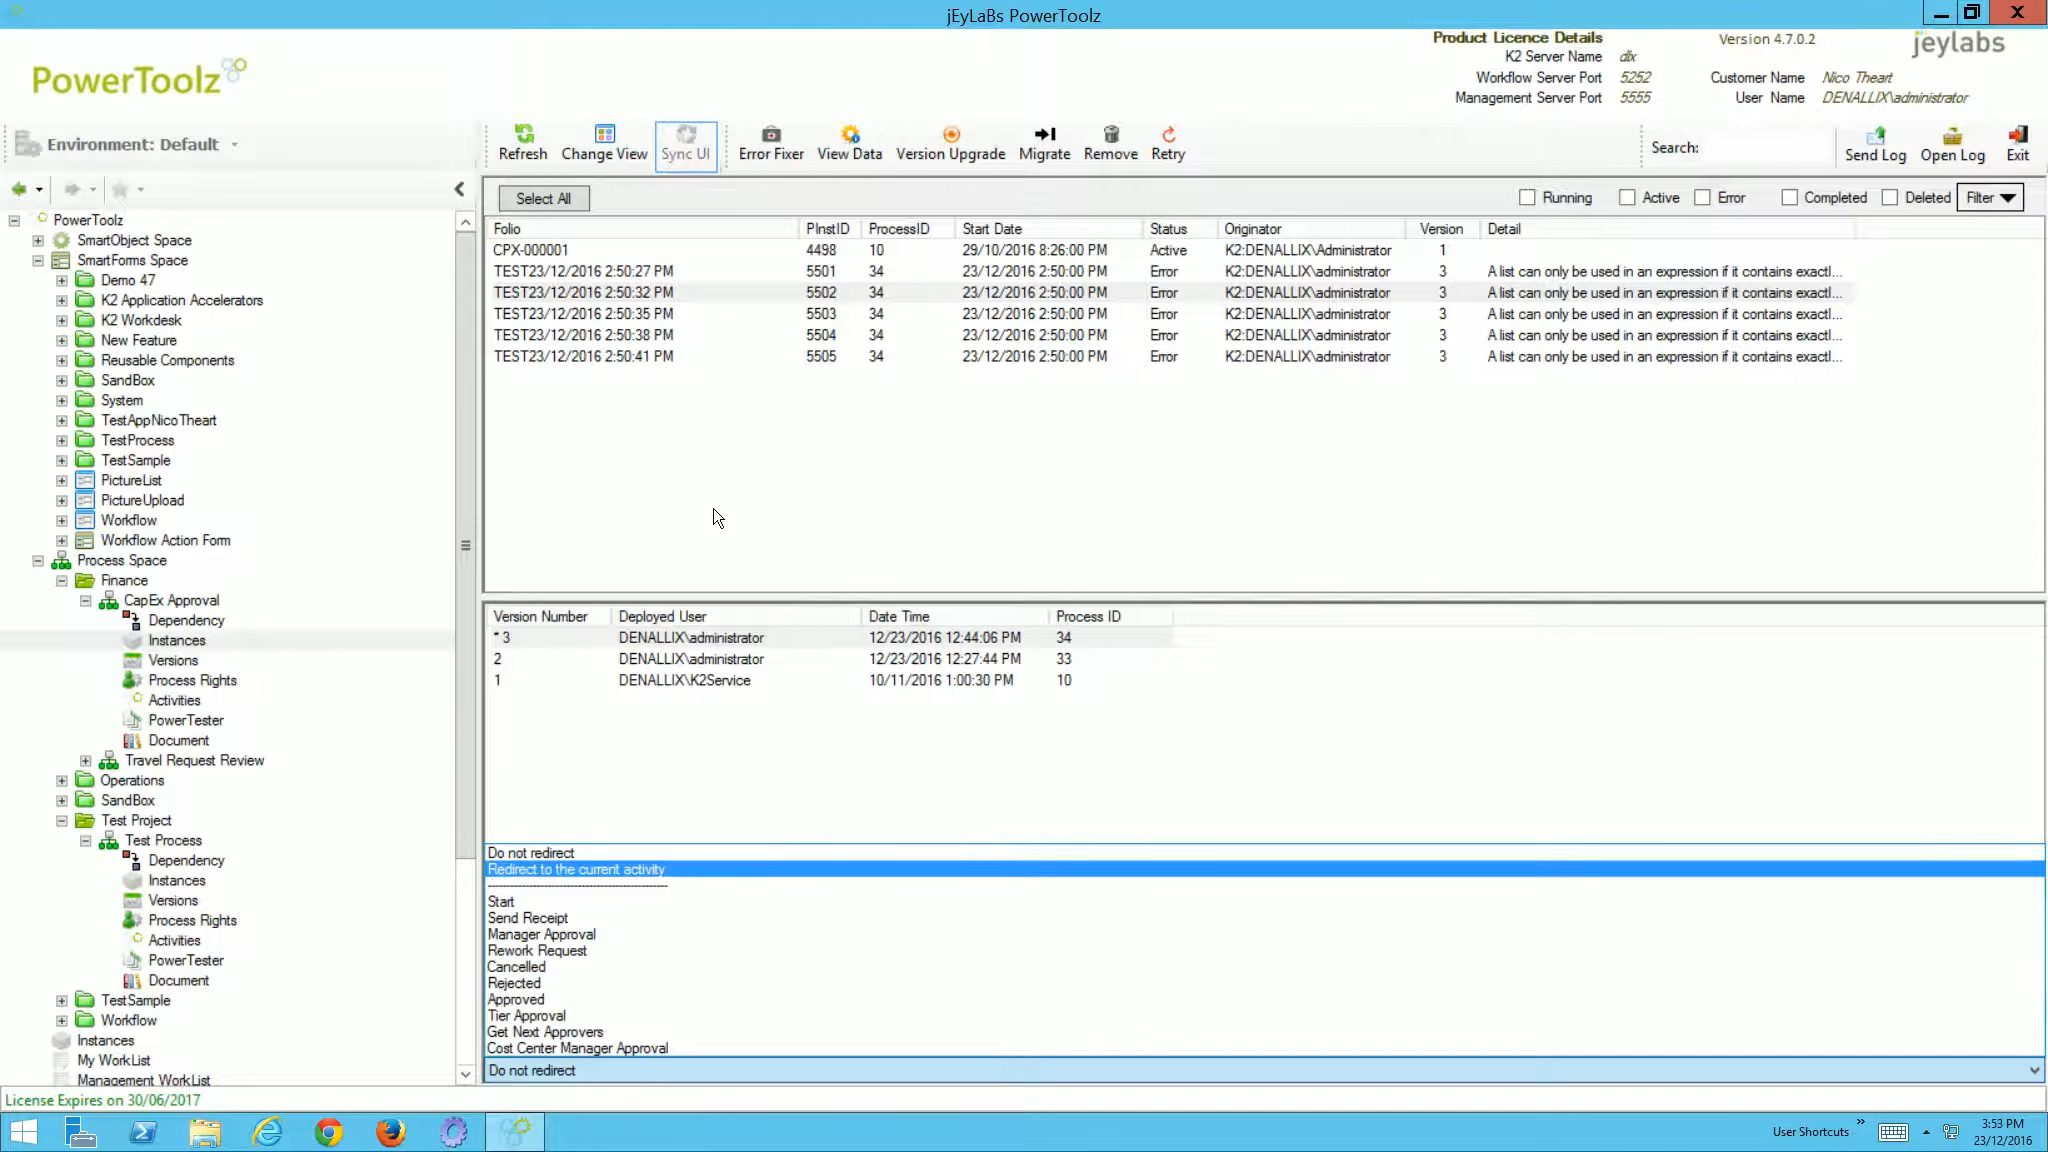 jEyLaBs PowerToolz
PowerToolz
Product Licence Details
Version 4.7.0.2
jeylabs
K2 Server Name dlx
Workflow Server Port 5252
Customer Name Nico Theart
Management Server Port 5555
User Name DENALLIX\administrator
Environment: Default
Refresh
Change View
Sync UI
Error Fixer
View Data
Version Upgrade
Migrate
Remove
Retry
Search:
Send Log
Open Log
Exit
PowerToolz
SmartObject Space
SmartForms Space
Demo 47
K2 Application Accelerators
K2 Workdesk
New Feature
Reusable Components
SandBox
System
TestAppNicoTheart
TestProcess
TestSample
PictureList
PictureUpload
Workflow
Workflow Action Form
Process Space
Finance
CapEx Approval
Dependency
Instances
Versions
Process Rights
Activities
PowerTester
Document
Travel Request Review
Operations
SandBox
Test Project
Test Process
Dependency
Instances
Versions
Process Rights
Activities
PowerTester
Document
TestSample
Workflow
Instances
My WorkList
Management WorkList
Select All
Running
Active
Error
Completed
Deleted
Filter
Folio PInstID ProcessID Start Date Status Originator Version Detail
CPX-000001 4498 10 29/10/2016 8:26:00 PM Active K2:DENALLIX\Administrator 1
TEST23/12/2016 2:50:27 PM 5501 34 23/12/2016 2:50:00 PM Error K2:DENALLIX\administrator 3 A list can only be used in an expression if it contains exactl...
TEST23/12/2016 2:50:32 PM 5502 34 23/12/2016 2:50:00 PM Error K2:DENALLIX\administrator 3 A list can only be used in an expression if it contains exactl...
TEST23/12/2016 2:50:35 PM 5503 34 23/12/2016 2:50:00 PM Error K2:DENALLIX\administrator 3 A list can only be used in an expression if it contains exactl...
TEST23/12/2016 2:50:38 PM 5504 34 23/12/2016 2:50:00 PM Error K2:DENALLIX\administrator 3 A list can only be used in an expression if it contains exactl...
TEST23/12/2016 2:50:41 PM 5505 34 23/12/2016 2:50:00 PM Error K2:DENALLIX\administrator 3 A list can only be used in an expression if it contains exactl...
Version Number Deployed User Date Time Process ID
* 3 DENALLIX\administrator 12/23/2016 12:44:06 PM 34
2 DENALLIX\administrator 12/23/2016 12:27:44 PM 33
1 DENALLIX\K2Service 10/11/2016 1:00:30 PM 10
Do not redirect
Redirect to the current activity
------------------------------------------------
Start
Send Receipt
Manager Approval
Rework Request
Cancelled
Rejected
Approved
Tier Approval
Get Next Approvers
Cost Center Manager Approval
Do not redirect
License Expires on 30/06/2017
User Shortcuts
3:53 PM
23/12/2016